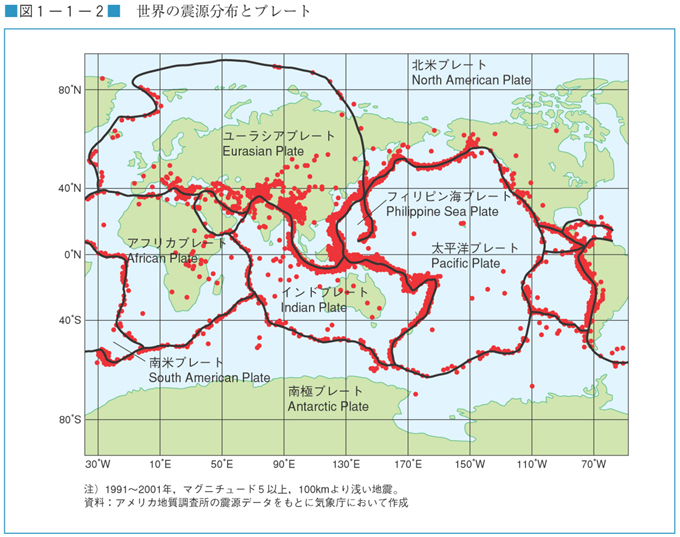 ■図1－1－2■ 世界の震源分布とプレート
北米プレート
North American Plate
80°N
ユーラシアプレート
Eurasian Plate
40°N
フィリピン海プレート
Philippine Sea Plate
アフリカプレート
African Plate
太平洋プレート
Pacific Plate
0°N
インドプレート
Indian Plate
40°S
南米プレート
South American Plate
南極プレート
Antarctic Plate
80°S
30°W 10°E 50°E 90°E 130°E 170°E 150°W 110°W 70°W
注）1991～2001年，マグニチュード5以上，100kmより浅い地震。
資料：アメリカ地質調査所の震源データをもとに気象庁において作成